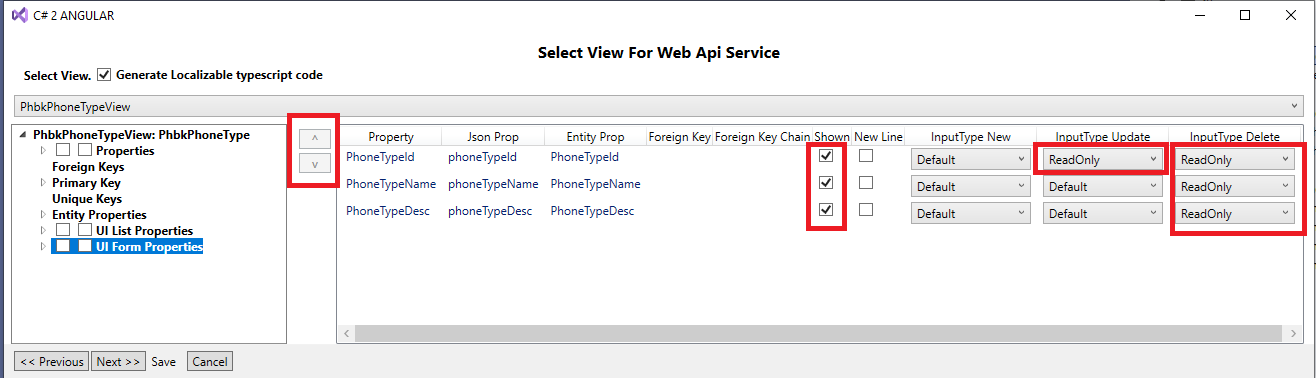 C# 2 ANGULAR
Select View For Web Api Service
Select View. Generate Localizable typescript code
PhbkPhoneTypeView
PhbkPhoneTypeView: PhbkPhoneType
Properties
Foreign Keys
Primary Key
Unique Keys
Entity Properties
UI List Properties
UI Form Properties
Property Json Prop Entity Prop Foreign Key Foreign Key Chain Shown New Line InputType New InputType Update InputType Delete
PhoneTypeId phoneTypeId PhoneTypeId Default ReadOnly ReadOnly
PhoneTypeName phoneTypeName PhoneTypeName Default Default ReadOnly
PhoneTypeDesc phoneTypeDesc PhoneTypeDesc Default Default ReadOnly
<< Previous Next >> Save Cancel